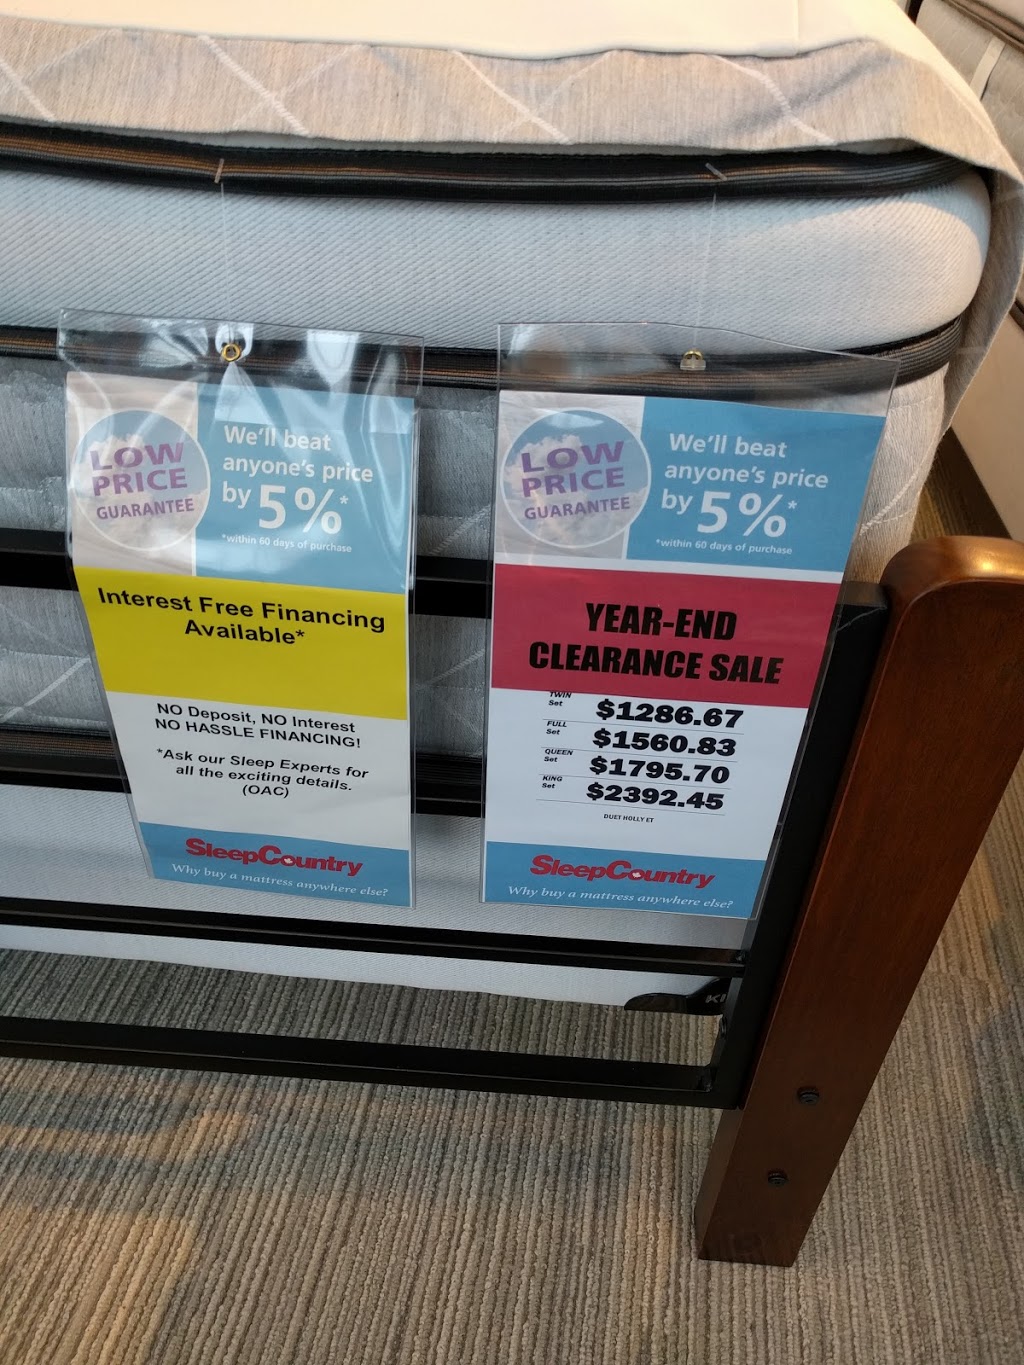 LOW
PRICE
GUARANTEE
We'll beat
anyone's price
by 5%*
*within 60 days of purchase
Interest Free Financing
Available*
NO Deposit, NO Interest
NO HASSLE FINANCING!
*Ask our Sleep Experts for
all the exciting details.
(OAC)
SleepCountry
Why buy a mattress anywhere else?
LOW
PRICE
GUARANTEE
We'll beat
anyone's price
by 5%*
*within 60 days of purchase
YEAR-END
CLEARANCE SALE
TWIN Set $1286.67
FULL Set $1560.83
QUEEN Set $1795.70
KING Set $2392.45
DUET HOLLY ET
SleepCountry
Why buy a mattress anywhere else?